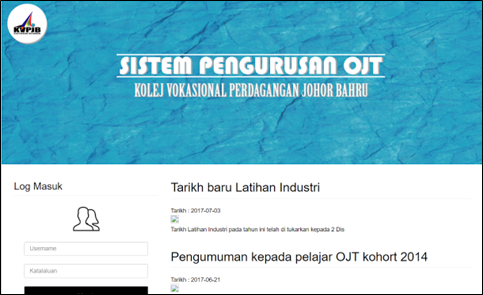 KVPJB
SISTEM PENGURUSAN OJT
KOLEJ VOKASIONAL PERDAGANGAN JOHOR BAHRU
Log Masuk
Username
Katalaluan
Tarikh baru Latihan Industri
Tarikh : 2017-07-03
Tarikh Latihan Industri pada tahun ini telah di tukarkan kepada 2 Dis
Pengumuman kepada pelajar OJT kohort 2014
Tarikh : 2017-06-21